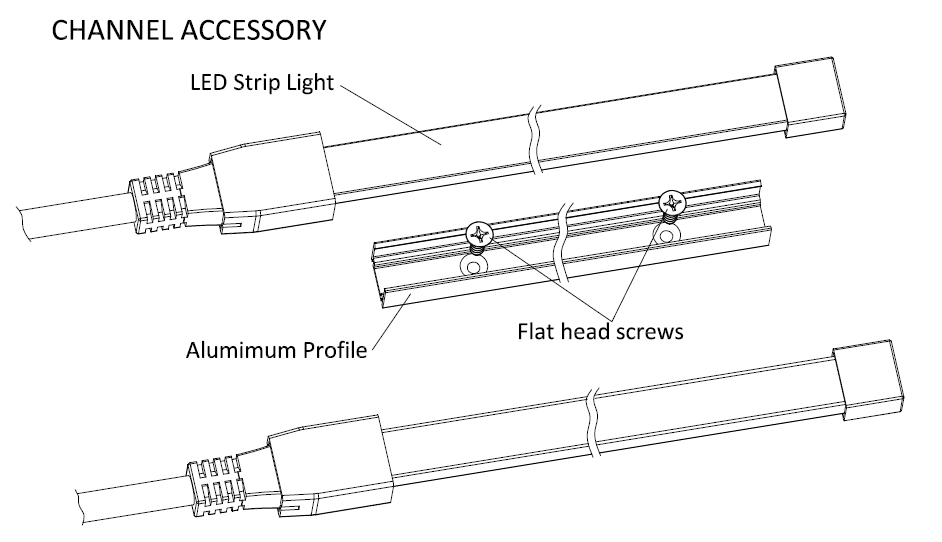 CHANNEL ACCESSORY
LED Strip Light
Flat head screws
Alumimum Profile